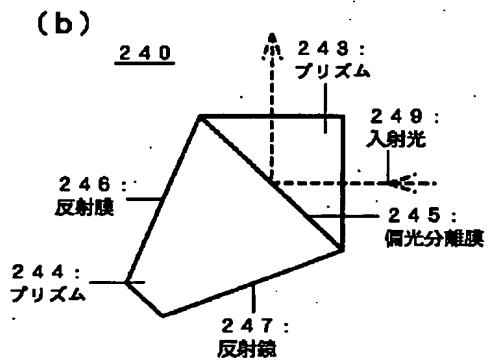 (b)
240
243:
プリズム
249:
入射光
246:
反射膜
245:
偏光分離膜
244:
プリズム
247:
反射鏡